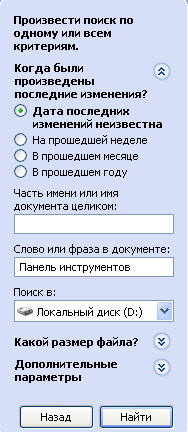 Произвести поиск по
одному или всем
критериям.
Когда были
произведены
последние изменения?
Дата последних
изменений неизвестна
На прошедшей неделе
В прошедшем месяце
В прошедшем году
Часть имени или имя
документа целиком:
Слово или фраза в документе:
Панель инструментов
Поиск в:
Локальный диск (D:)
Какой размер файла?
Дополнительные
параметры
Назад
Найти